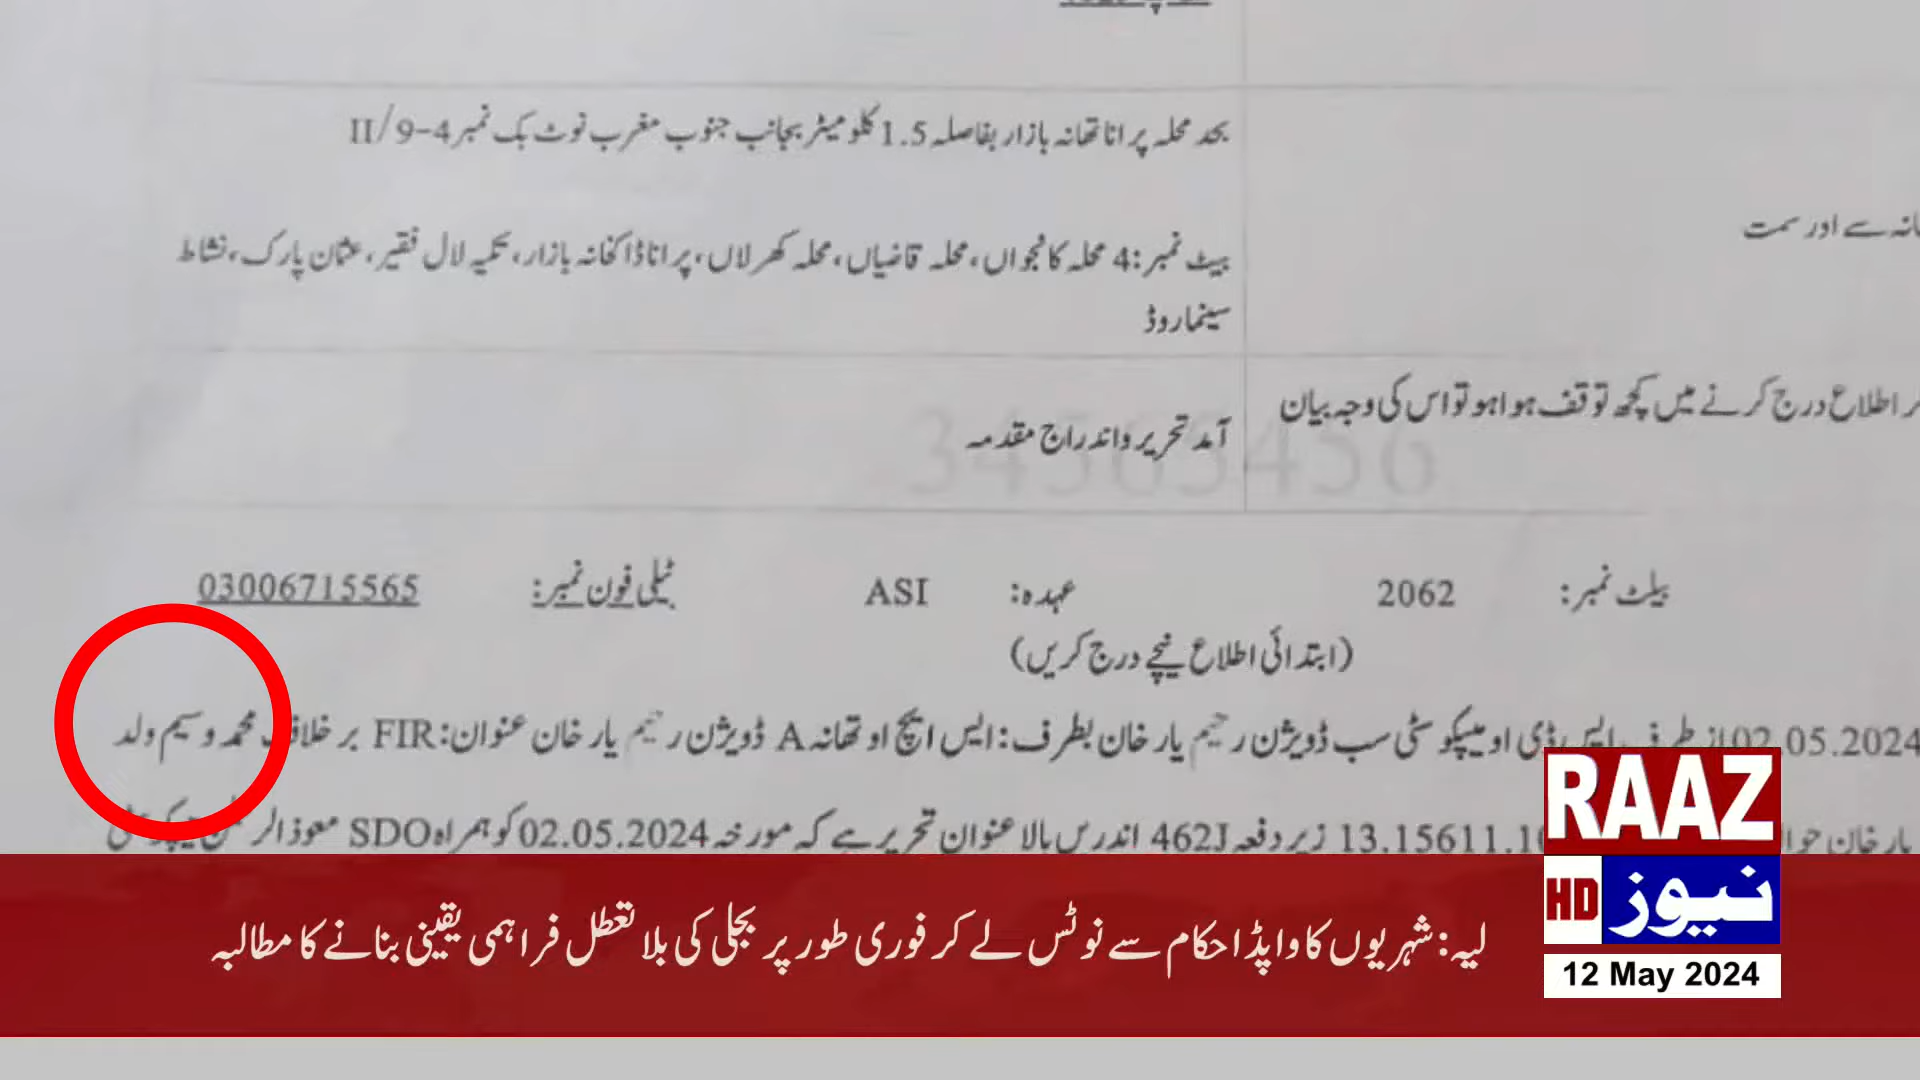 بحد محلہ پرانا تھانہ بازار بفاصلہ 1.5 کلو میٹر بجانب جنوب مغرب نوٹ بک نمبر 4-9/II
انہ سے اور سمت
بیٹ نمبر:4 محلہ کانجواں، محلہ قاضیاں، محلہ کھرلاں، پرانا ڈاکخانہ بازار، تکیہ لال فقیر، عثمان پارک، نشاط
سینما روڈ
ر اطلاع درج کرنے میں کچھ توقف ہوا ہو تو اس کی وجہ بیان
آمد تحریر و اندراج مقدمہ
34565456
بیلٹ نمبر: 2062 عہدہ: ASI ٹیلی فون نمبر: 03006715565
(ابتدائی اطلاع نیچے درج کریں)
02.05.2024 از طرف ایس ڈی او میپکو سٹی سب ڈویژن رحیم یار خان بطرف: ایس ایچ او تھانہ A ڈویژن رحیم یار خان عنوان: FIR بر خلاف محمد وسیم ولد
یار خان 13.15611.10 زیر دفعہ 462J اندرس بالا عنوان تحریر ہے کہ مورخہ 02.05.2024 کو ہمراہ SDO معوذ
RAAZ
HD نیوز
12 May 2024
لیہ: شہریوں کا واپڈا حکام سے نوٹس لے کر فوری طور پر بجلی کی بلا تعطل فراہمی یقینی بنانے کا مطالبہ